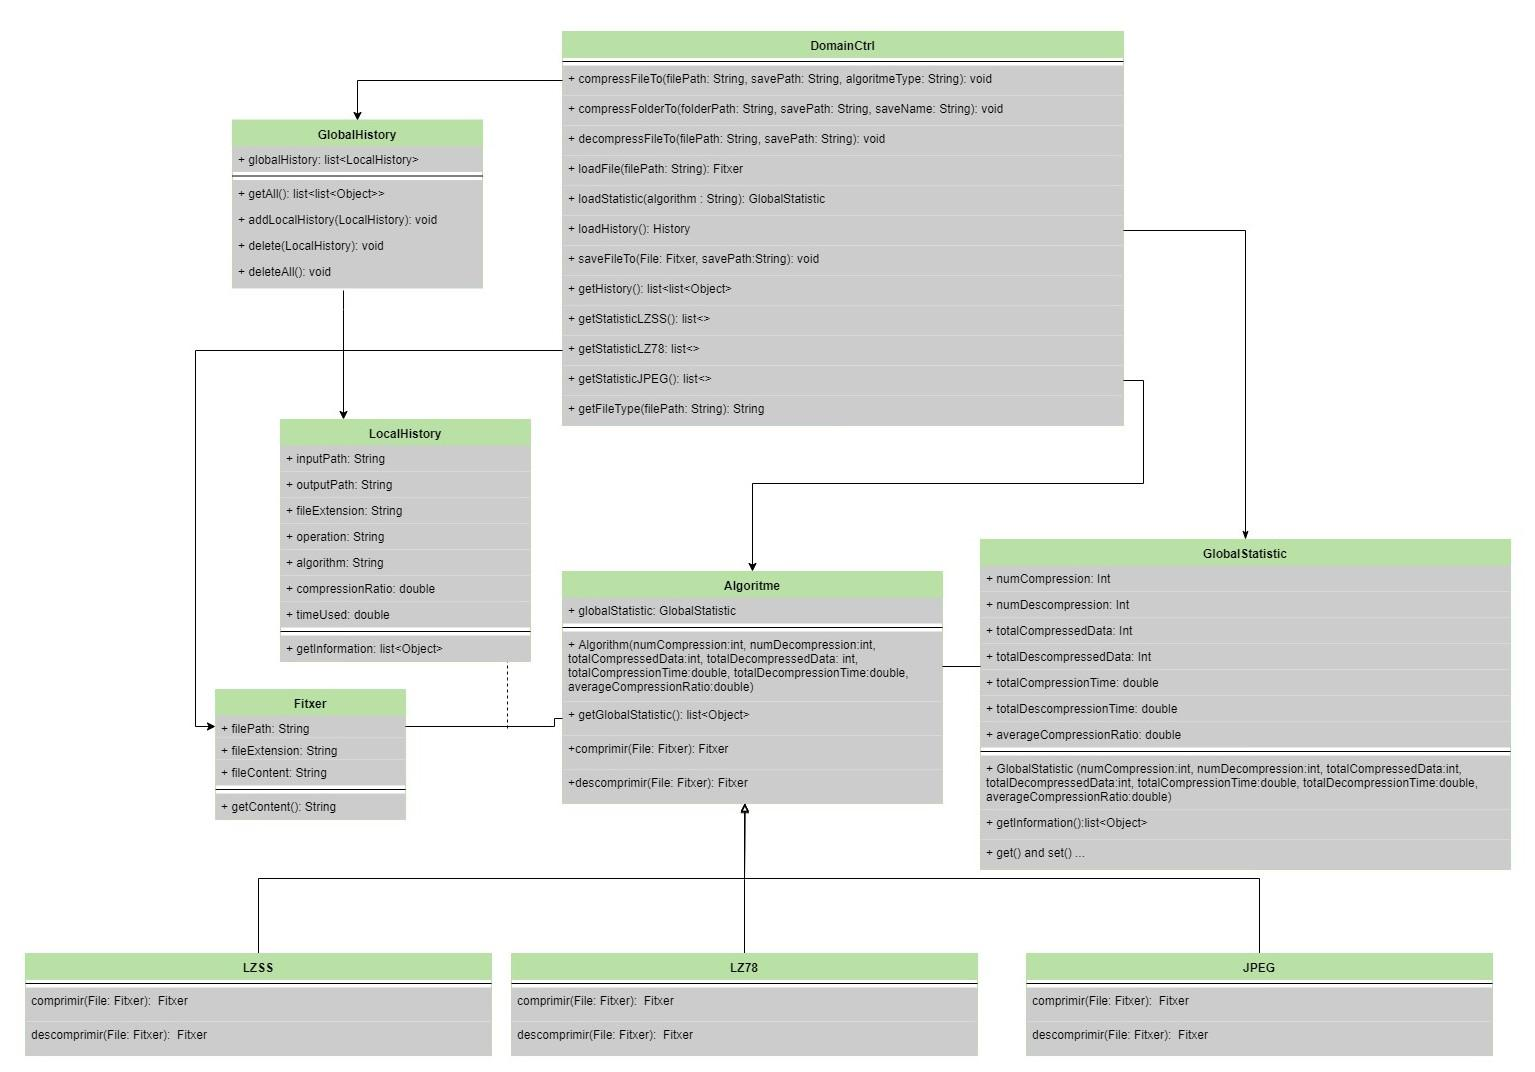 DomainCtrl
+ compressFileTo(filePath: String, savePath: String, algoritmeType: String): void
+ compressFolderTo(folderPath: String, savePath: String, saveName: String): void
+ decompressFileTo(filePath: String, savePath: String): void
+ loadFile(filePath: String): Fitxer
+ loadStatistic(algorithm : String): GlobalStatistic
+ loadHistory(): History
+ saveFileTo(File: Fitxer, savePath:String): void
+ getHistory(): list<list<Object>
+ getStatisticLZSS(): list<>
+ getStatisticLZ78: list<>
+ getStatisticJPEG(): list<>
+ getFileType(filePath: String): String
GlobalHistory
+ globalHistory: list<LocalHistory>
+ getAll(): list<list<Object>>
+ addLocalHistory(LocalHistory): void
+ delete(LocalHistory): void
+ deleteAll(): void
LocalHistory
+ inputPath: String
+ outputPath: String
+ fileExtension: String
+ operation: String
+ algorithm: String
+ compressionRatio: double
+ timeUsed: double
+ getInformation: list<Object>
Fitxer
+ filePath: String
+ fileExtension: String
+ fileContent: String
+ getContent(): String
Algoritme
+ globalStatistic: GlobalStatistic
+ Algorithm(numCompression:int, numDecompression:int,
totalCompressedData:int, totalDecompressedData: int,
totalCompressionTime:double, totalDecompressionTime:double,
averageCompressionRatio:double)
+ getGlobalStatistic(): list<Object>
+comprimir(File: Fitxer): Fitxer
+descomprimir(File: Fitxer): Fitxer
GlobalStatistic
+ numCompression: Int
+ numDescompression: Int
+ totalCompressedData: Int
+ totalDescompressedData: Int
+ totalCompressionTime: double
+ totalDescompressionTime: double
+ averageCompressionRatio: double
+ GlobalStatistic (numCompression:int, numDecompression:int, totalCompressedData:int,
totalDecompressedData:int, totalCompressionTime:double, totalDecompressionTime:double,
averageCompressionRatio:double)
+ getInformation():list<Object>
+ get() and set() ...
LZSS
comprimir(File: Fitxer): Fitxer
descomprimir(File: Fitxer): Fitxer
LZ78
comprimir(File: Fitxer): Fitxer
descomprimir(File: Fitxer): Fitxer
JPEG
comprimir(File: Fitxer): Fitxer
descomprimir(File: Fitxer): Fitxer